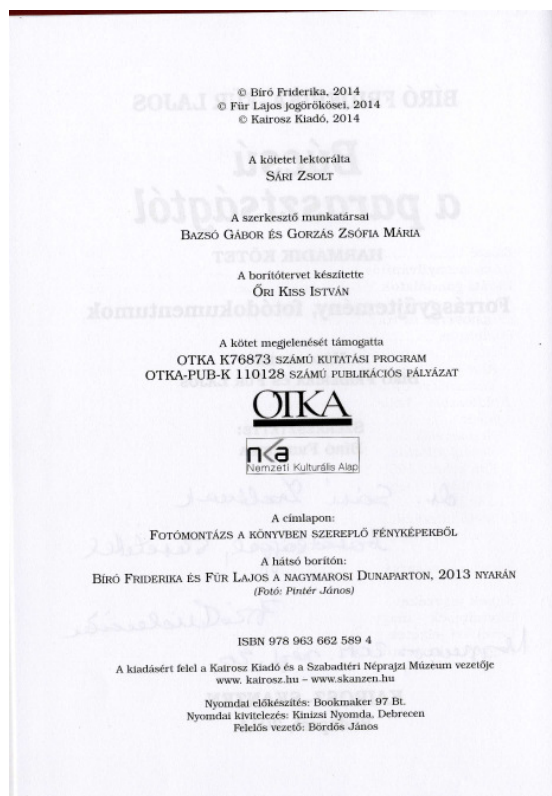 © Bíró Friderika, 2014
© Für Lajos jogörökösei, 2014
© Kairosz Kiadó, 2014
A kötetet lektorálta
SÁRI ZSOLT
A szerkesztő munkatársai
BAZSÓ GÁBOR ÉS GORZÁS ZSÓFIA MÁRIA
A borítótervet készítette
ŐRI KISS ISTVÁN
A kötet megjelenését támogatta
OTKA K76873 SZÁMÚ KUTATÁSI PROGRAM
OTKA-PUB-K 110128 SZÁMÚ PUBLIKÁCIÓS PÁLYÁZAT
OTKA
nka
Nemzeti Kulturális Alap
A címlapon:
FOTÓMONTÁZS A KÖNYVBEN SZEREPLŐ FÉNYKÉPEKBŐL
A hátsó borítón:
BÍRÓ FRIDERIKA ÉS FÜR LAJOS A NAGYMAROSI DUNAPARTON, 2013 NYARÁN
(Fotó: Pintér János)
ISBN 978 963 662 589 4
A kiadásért felel a Kairosz Kiadó és a Szabadtéri Néprajzi Múzeum vezetője
www. kairosz.hu – www.skanzen.hu
Nyomdai előkészítés: Bookmaker 97 Bt.
Nyomdai kivitelezés: Kinizsi Nyomda, Debrecen
Felelős vezető: Bördős János